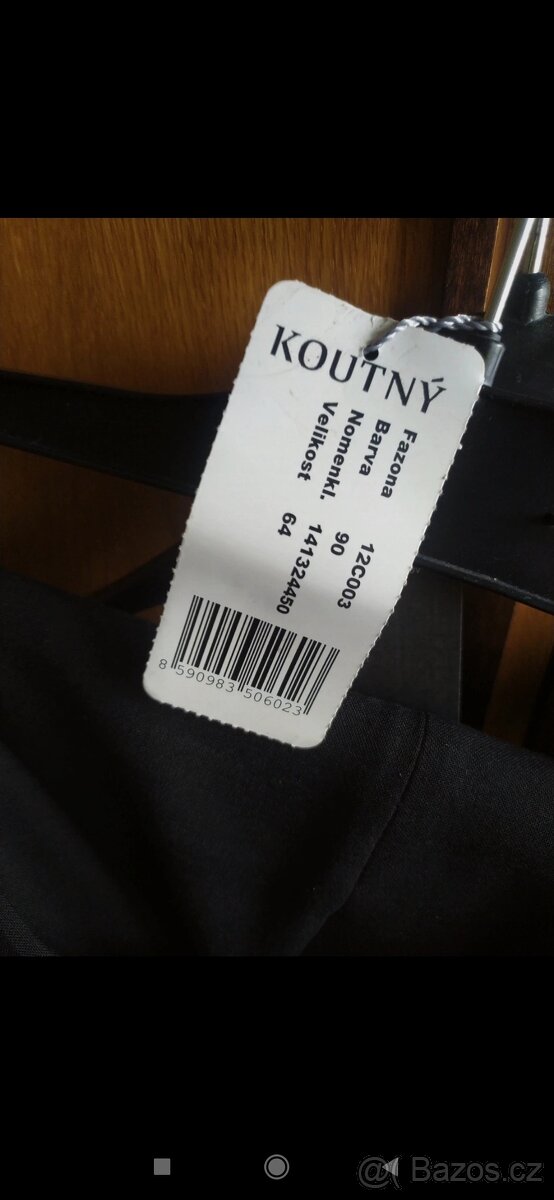 KOUTNÝ
Fazona 12C003
Barva 90
Nomenkl. 141324450
Velikost 64
8 590983 506023
@ Bazos.cz